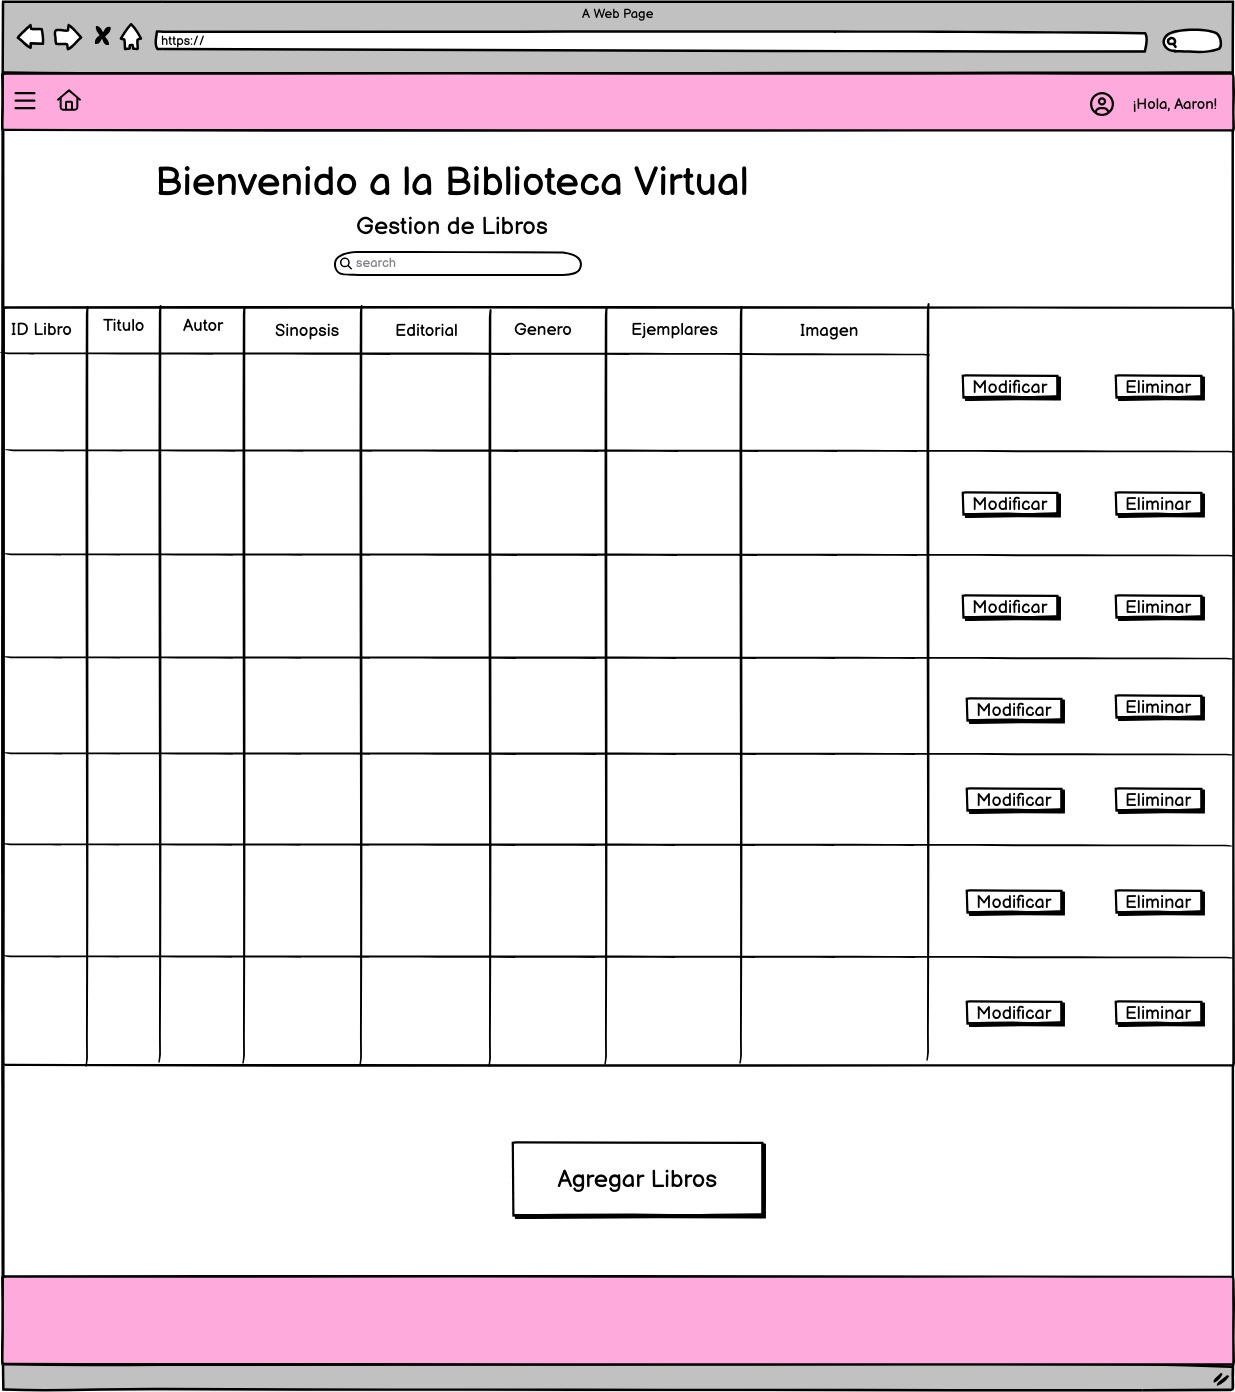 A Web Page
https://
¡Hola, Aaron!
Bienvenido a la Biblioteca Virtual
Gestion de Libros
search
ID Libro Titulo Autor Sinopsis Editorial Genero Ejemplares Imagen
Modificar Eliminar
Modificar Eliminar
Modificar Eliminar
Modificar Eliminar
Modificar Eliminar
Modificar Eliminar
Modificar Eliminar
Agregar Libros